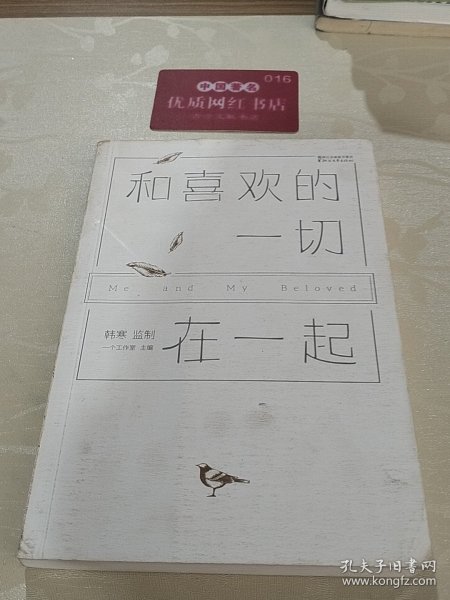 016
中国著名
优质网红书店
和喜欢的
一切
Me and My Beloved
韩寒 监制
一个工作室 主编
在一起
孔夫子旧书网
www.kongfz.com